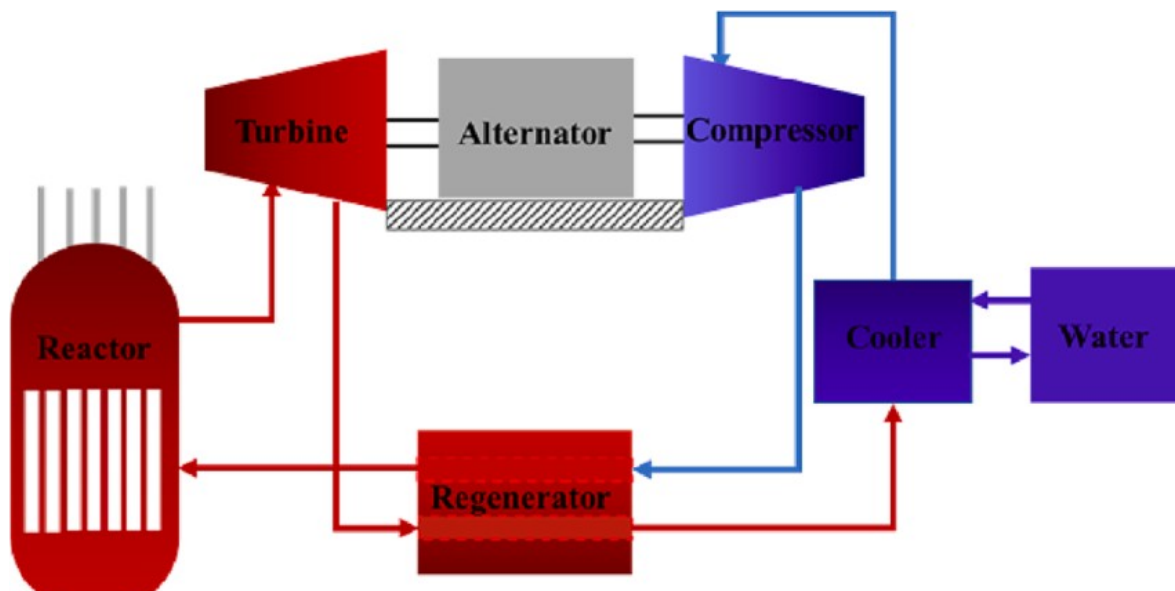 Turbine
Alternator
Compressor
Reactor
Cooler
Water
Regenerator